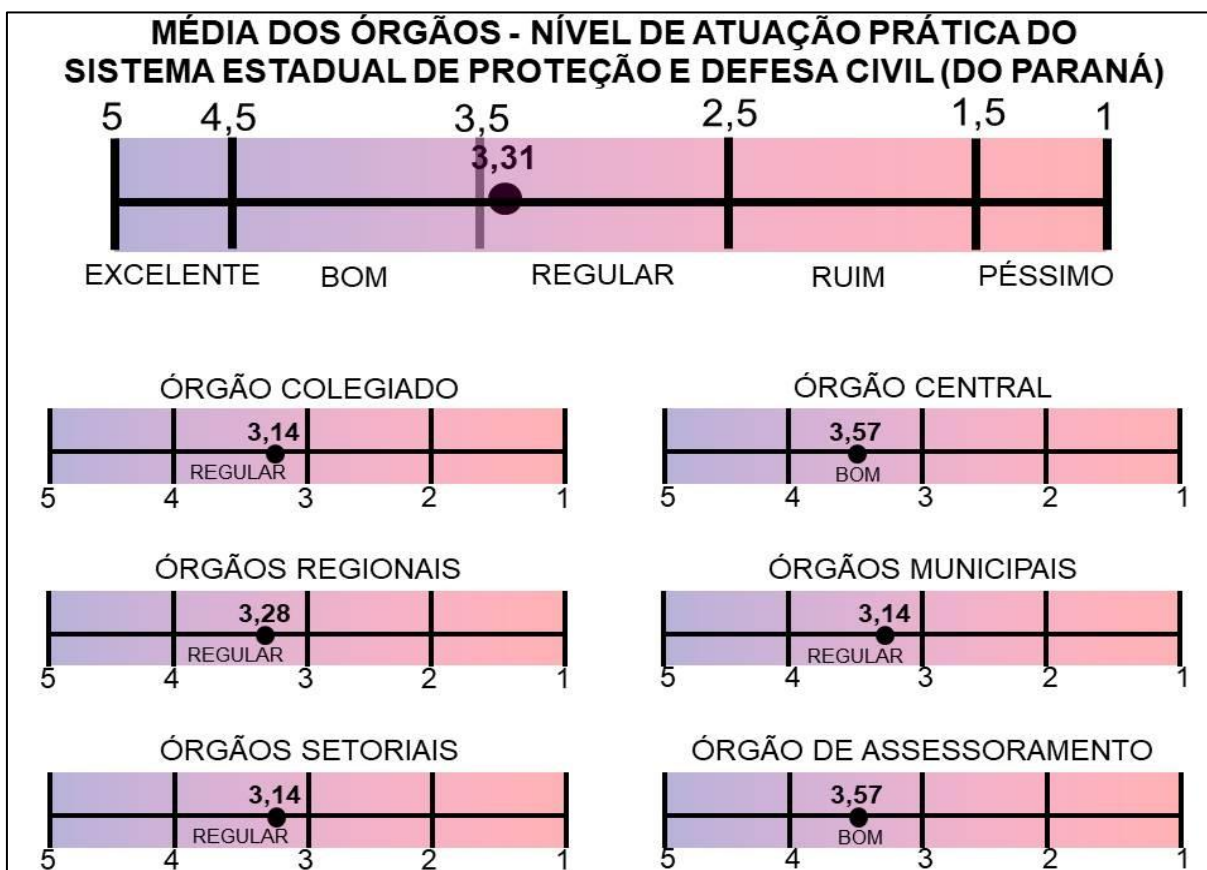 MÉDIA DOS ÓRGÃOS - NÍVEL DE ATUAÇÃO PRÁTICA DO
SISTEMA ESTADUAL DE PROTEÇÃO E DEFESA CIVIL (DO PARANÁ)
5 4,5 3,5 2,5 1,5 1
3,31
EXCELENTE BOM REGULAR RUIM PÉSSIMO
ÓRGÃO COLEGIADO
3,14
REGULAR
5 4 3 2 1
ÓRGÃO CENTRAL
3,57
BOM
5 4 3 2 1
ÓRGÃOS REGIONAIS
3,28
REGULAR
5 4 3 2 1
ÓRGÃOS MUNICIPAIS
3,14
REGULAR
5 4 3 2 1
ÓRGÃOS SETORIAIS
3,14
REGULAR
5 4 3 2 1
ÓRGÃO DE ASSESSORAMENTO
3,57
BOM
5 4 3 2 1